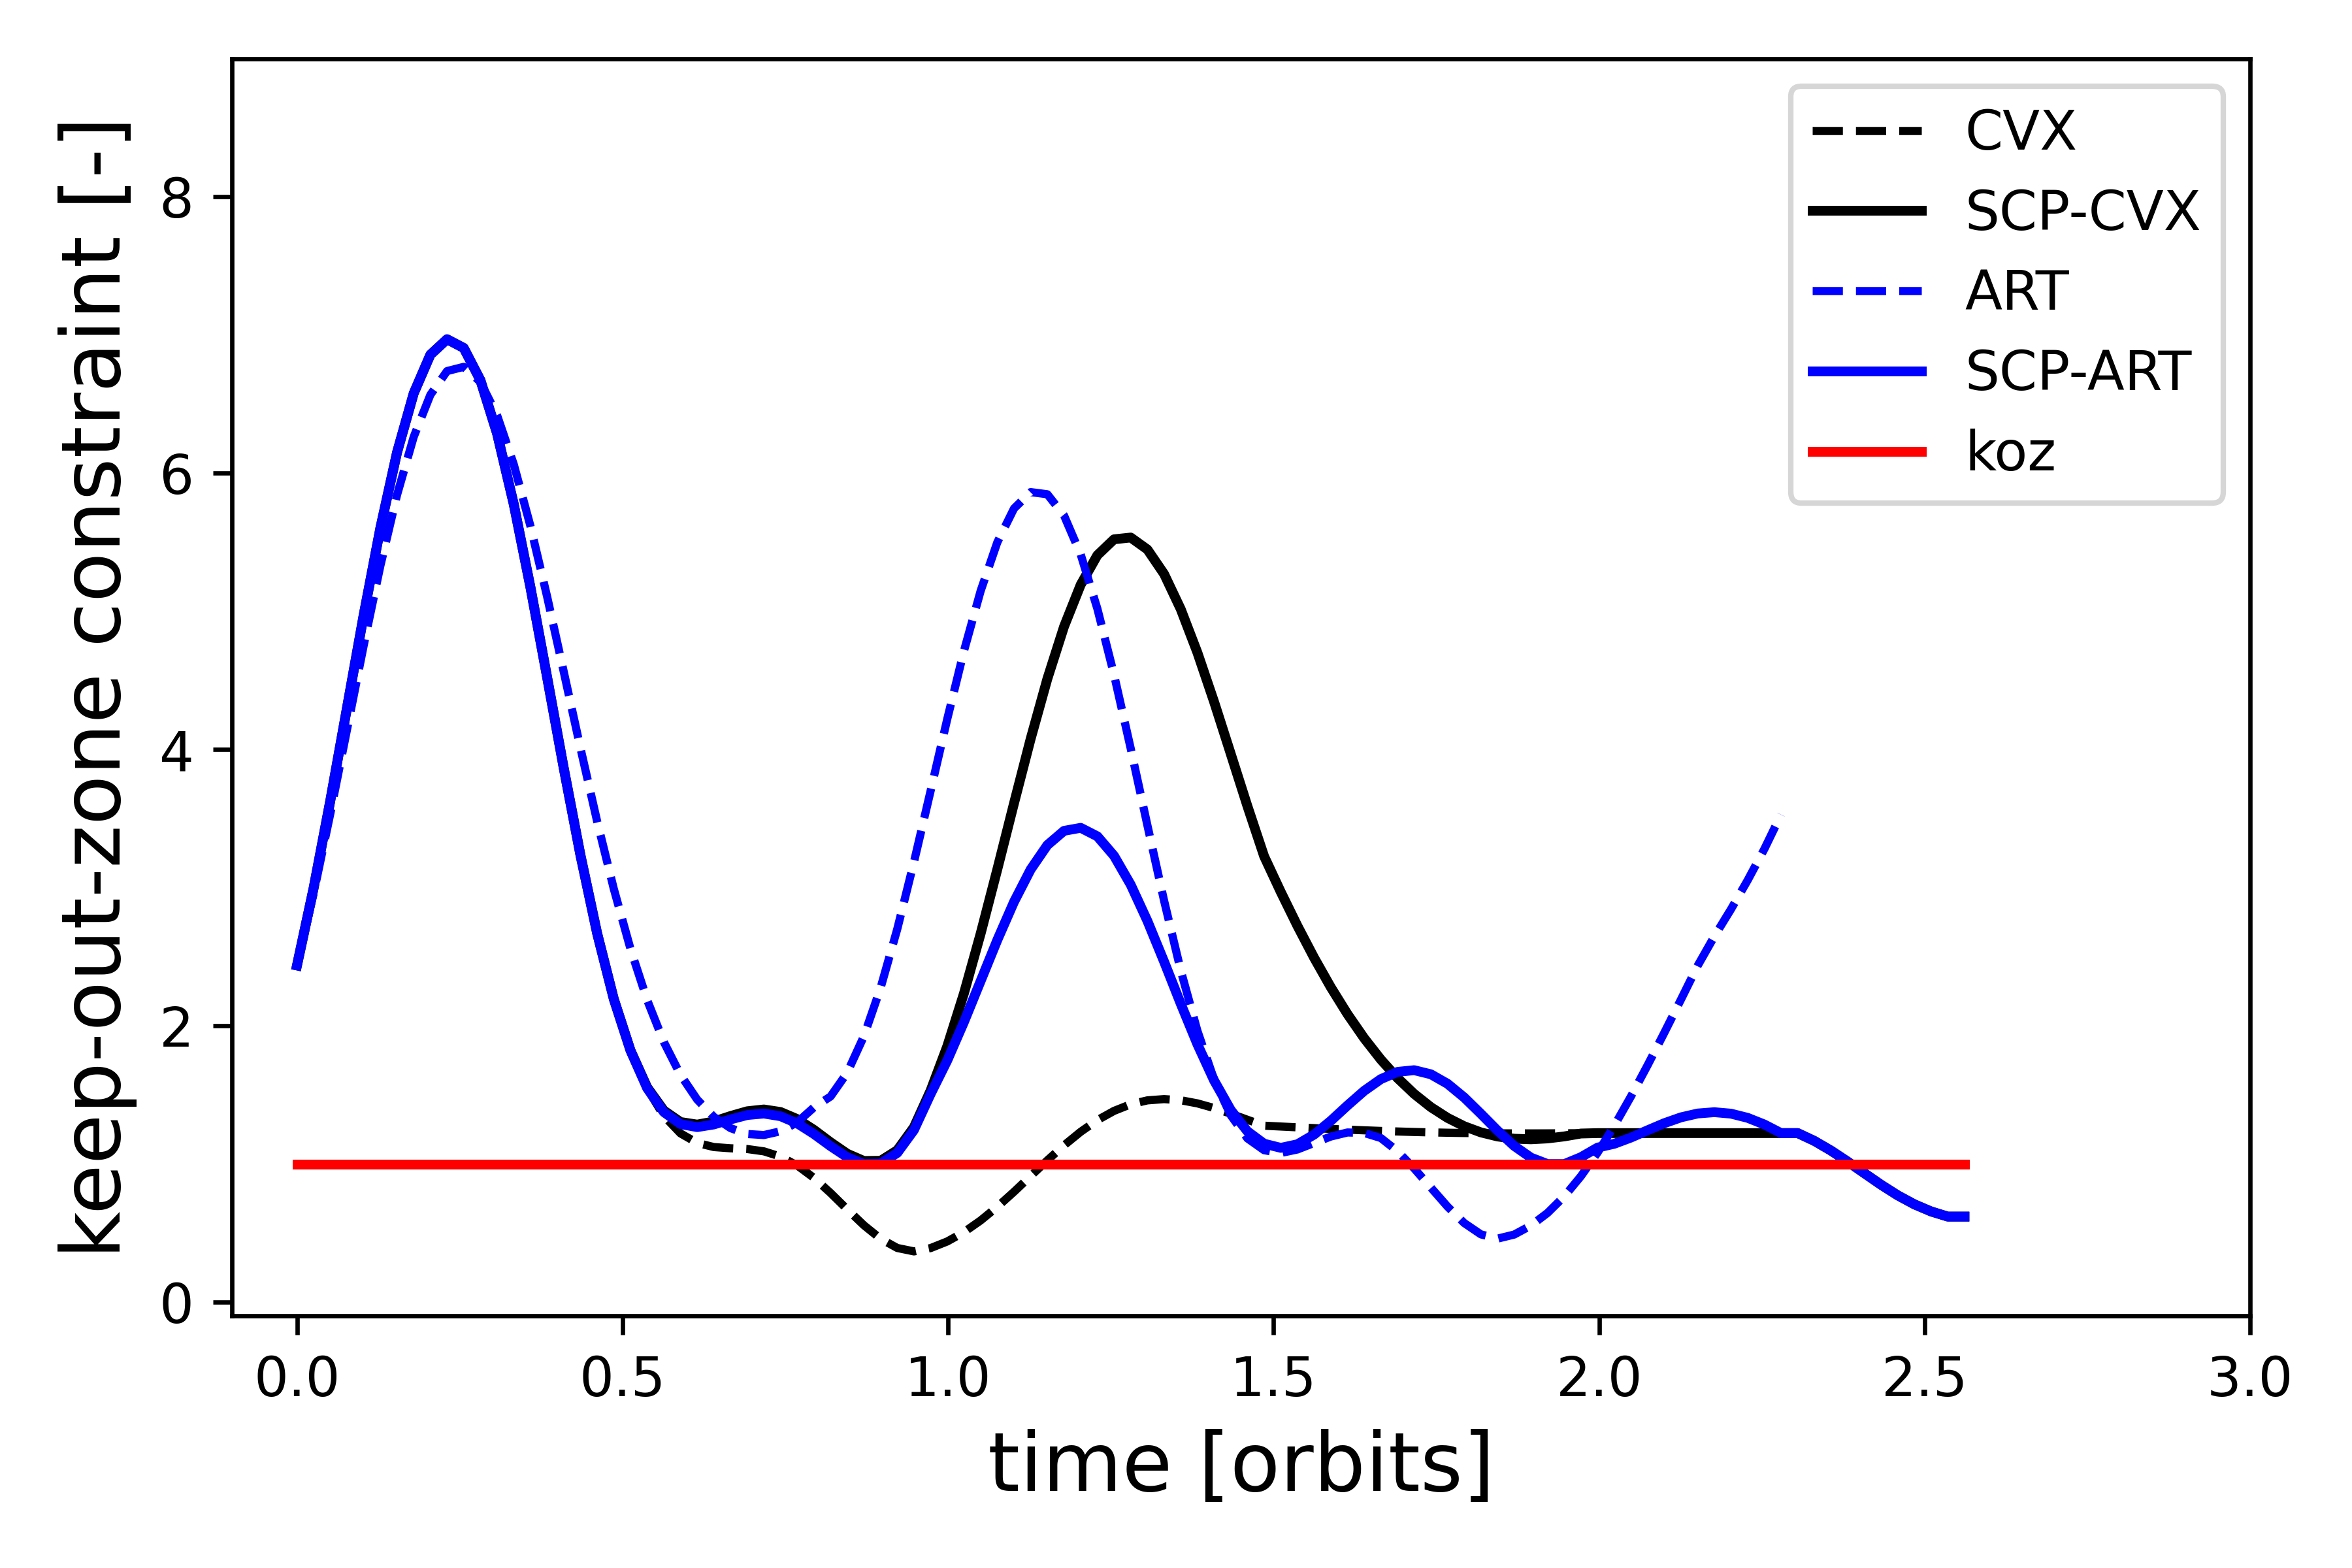 keep-out-zone constraint [-]
8
6
4
2
0
0.0 0.5 1.0 1.5 2.0 2.5 3.0
time [orbits]
CVX
SCP-CVX
ART
SCP-ART
koz